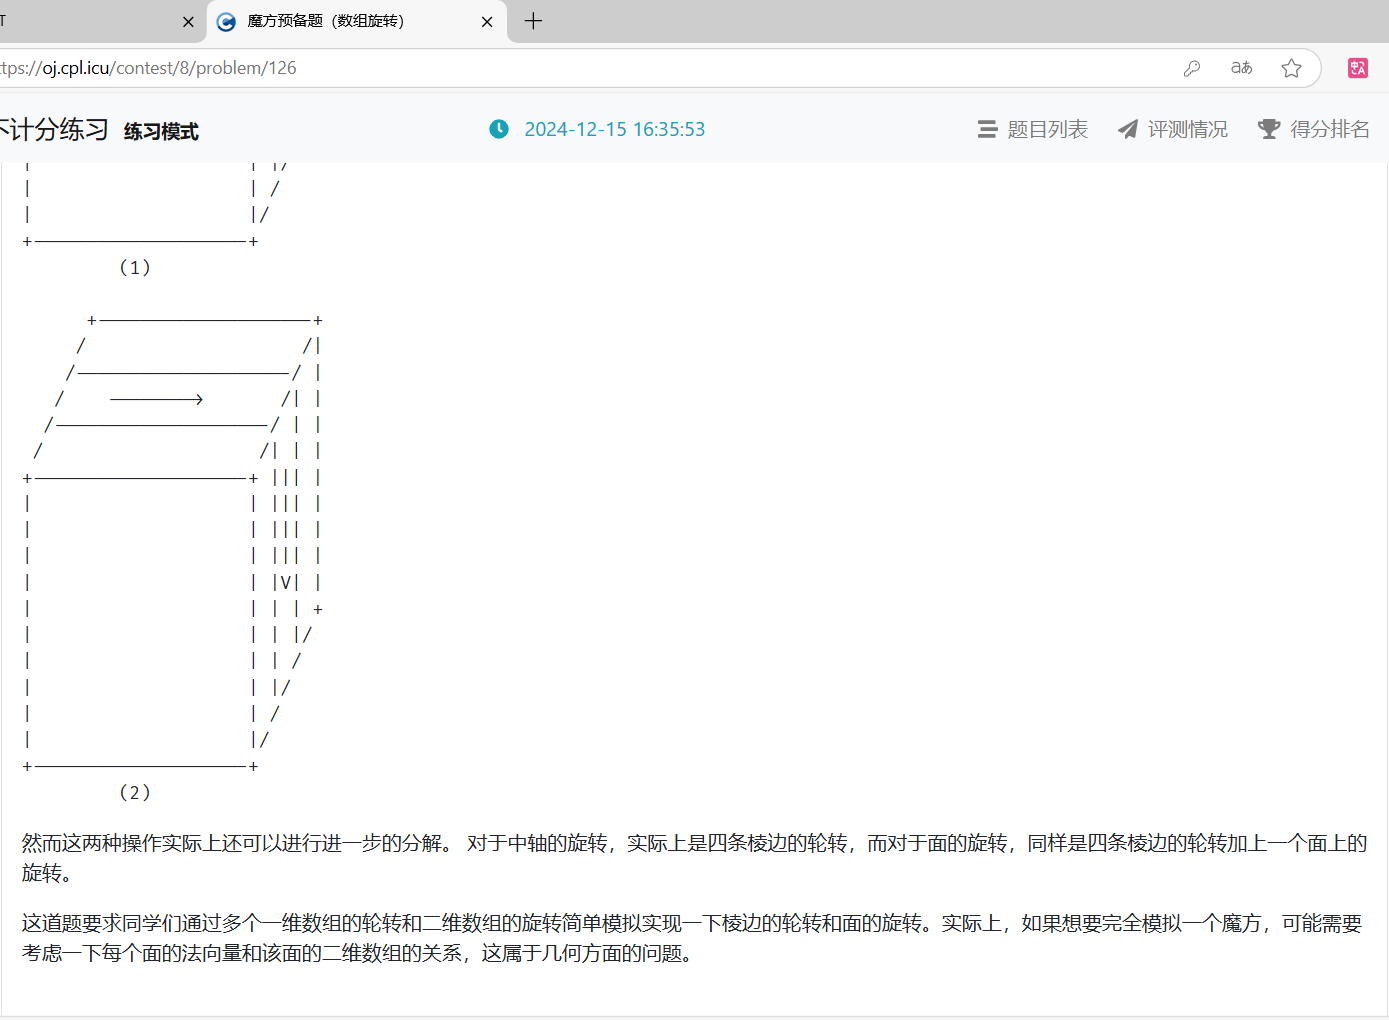 T
魔方预备题（数组旋转）
ttps://oj.cpl.icu/contest/8/problem/126
不计分练习 练习模式
2024-12-15 16:35:53
题目列表
评测情况
得分排名
|                    | |/
|                    | /
|                    |/
+--------------------+
(1)
      +--------------------+
     /                    /|
    /--------------------/ |
   /    -------->       /| |
  /--------------------/ | |
 /                    /| | |
+--------------------+ ||| |
|                    | ||| |
|                    | ||| |
|                    | ||| |
|                    | |V| |
|                    | | | +
|                    | | |/
|                    | | /
|                    | |/
|                    | /
|                    |/
+--------------------+
(2)
然而这两种操作实际上还可以进行进一步的分解。 对于中轴的旋转，实际上是四条棱边的轮转，而对于面的旋转，同样是四条棱边的轮转加上一个面上的
旋转。
这道题要求同学们通过多个一维数组的轮转和二维数组的旋转简单模拟实现一下棱边的轮转和面的旋转。实际上，如果想要完全模拟一个魔方，可能需要
考虑一下每个面的法向量和该面的二维数组的关系，这属于几何方面的问题。